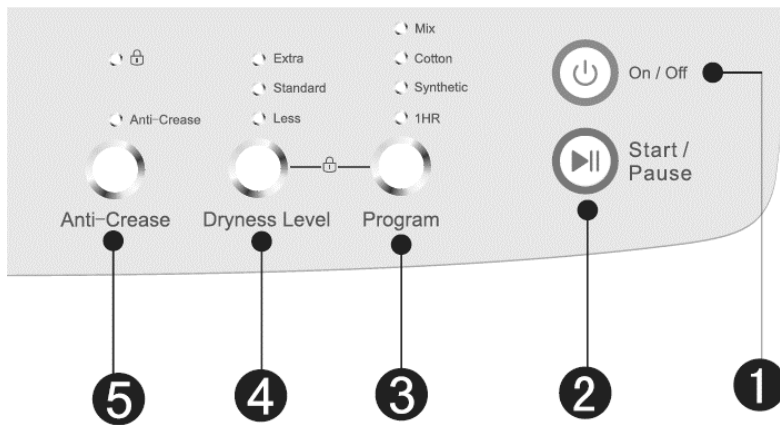 Mix
Extra
Cotton
On / Off
Standard
Synthetic
Anti-Crease
Less
1HR
Start /
Pause
Anti-Crease
Dryness Level
Program
5
4
3
2
1